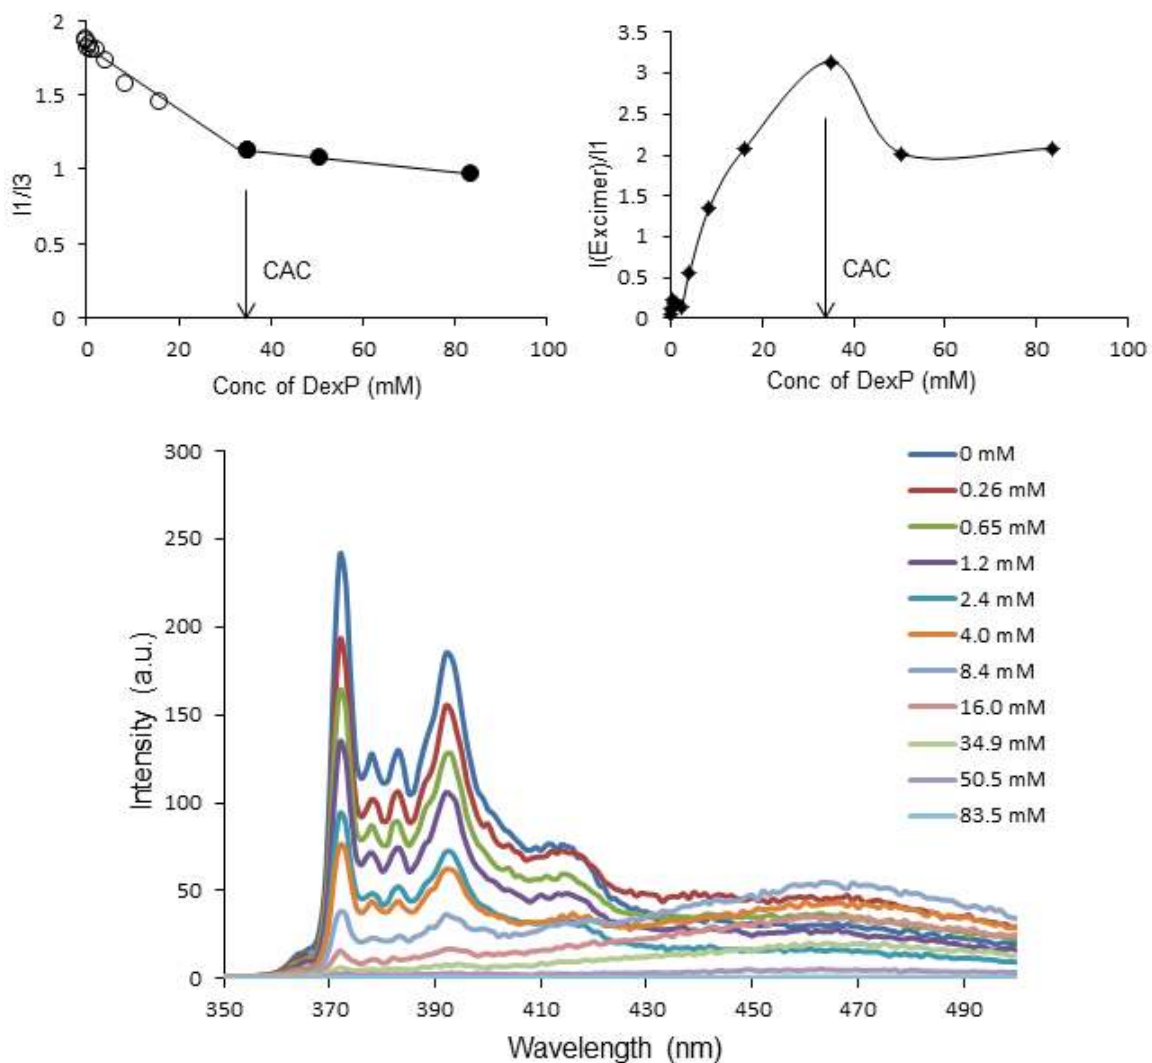 2
1.5
1
0.5
0
I1/I3
CAC
0 20 40 60 80 100
Conc of DexP (mM)
3.5
3
2.5
2
1.5
1
0.5
0
I(Excimer)/I1
CAC
0 20 40 60 80 100
Conc of DexP (mM)
300
250
200
150
100
50
0
Intensity (a.u.)
350 370 390 410 430 450 470 490
Wavelength (nm)
0 mM
0.26 mM
0.65 mM
1.2 mM
2.4 mM
4.0 mM
8.4 mM
16.0 mM
34.9 mM
50.5 mM
83.5 mM